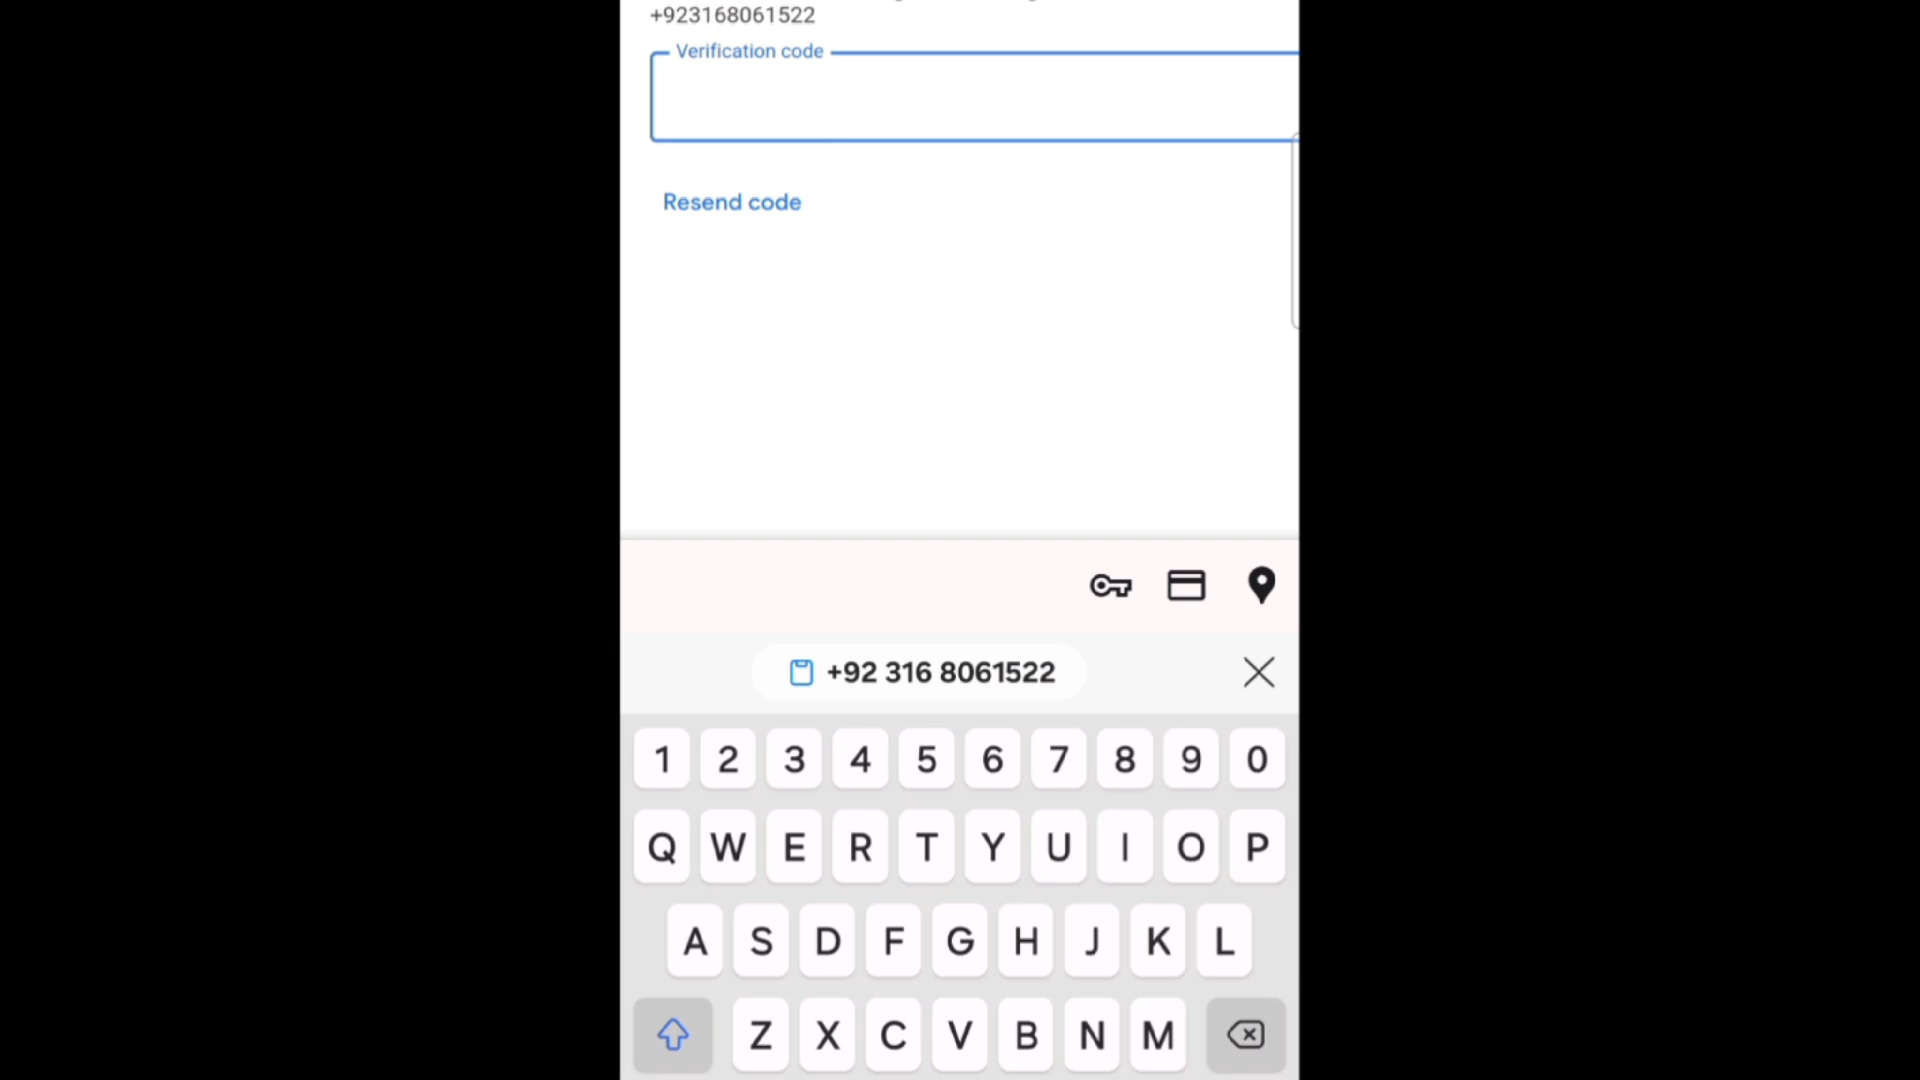 +923168061522
Verification code
Resend code
+92 316 8061522
1 2 3 4 5 6 7 8 9 0
Q W E R T Y U I O P
A S D F G H J K L
Z X C V B N M